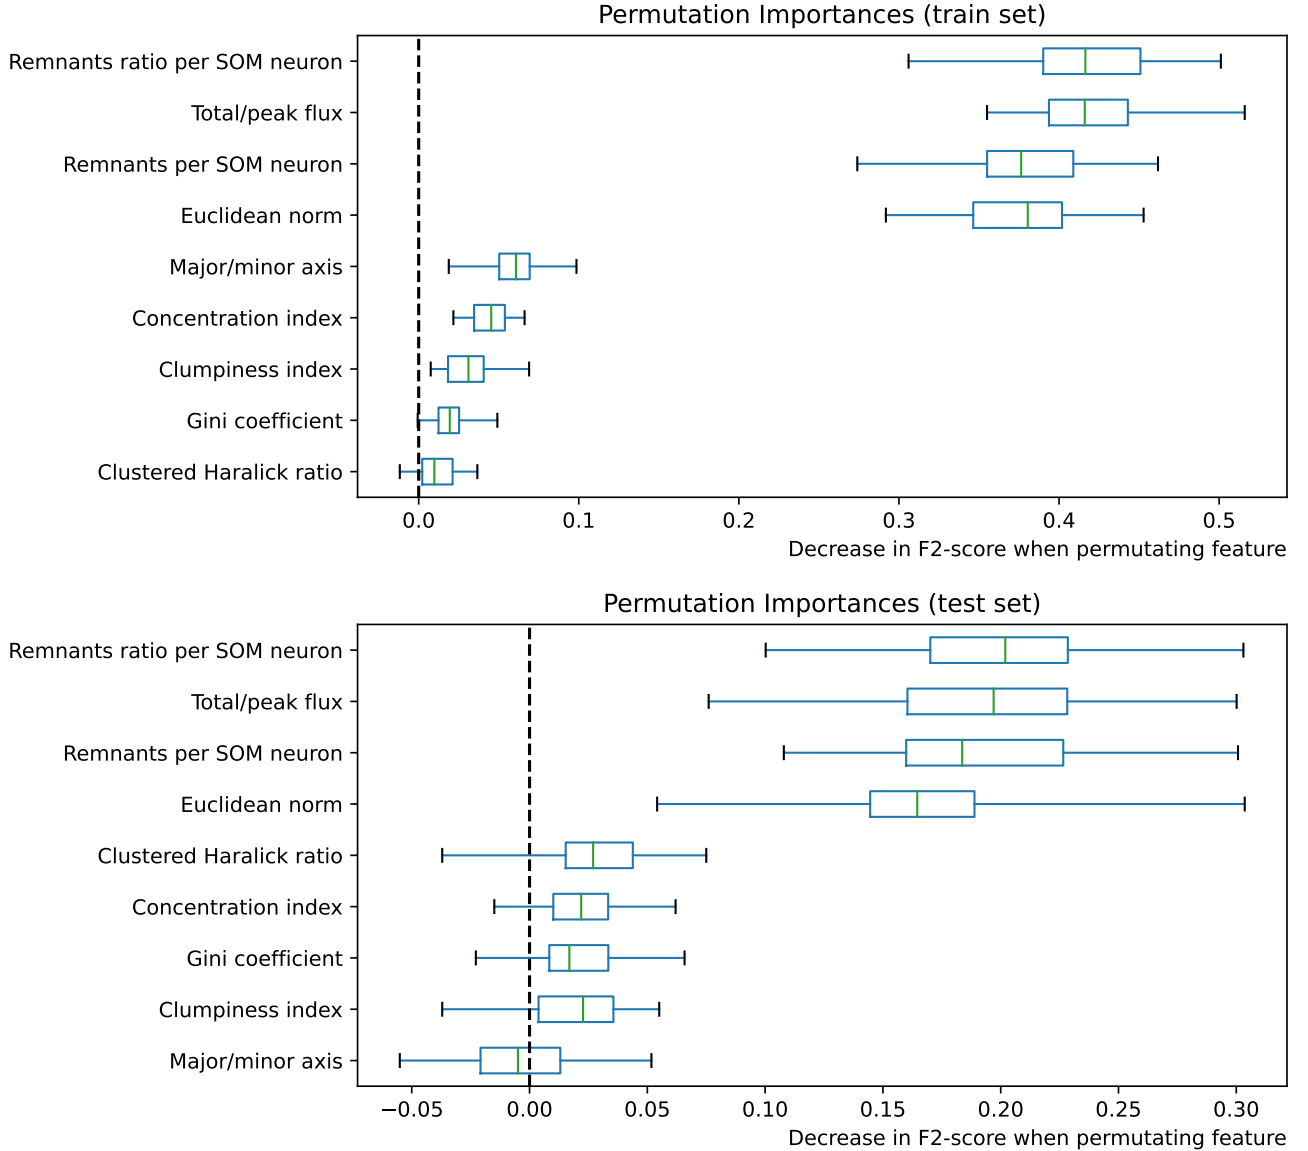 Permutation Importances (train set)
Remnants ratio per SOM neuron
Total/peak flux
Remnants per SOM neuron
Euclidean norm
Major/minor axis
Concentration index
Clumpiness index
Gini coefficient
Clustered Haralick ratio
0.0 0.1 0.2 0.3 0.4 0.5
Decrease in F2-score when permutating feature
Permutation Importances (test set)
Remnants ratio per SOM neuron
Total/peak flux
Remnants per SOM neuron
Euclidean norm
Clustered Haralick ratio
Concentration index
Gini coefficient
Clumpiness index
Major/minor axis
−0.05 0.00 0.05 0.10 0.15 0.20 0.25 0.30
Decrease in F2-score when permutating feature